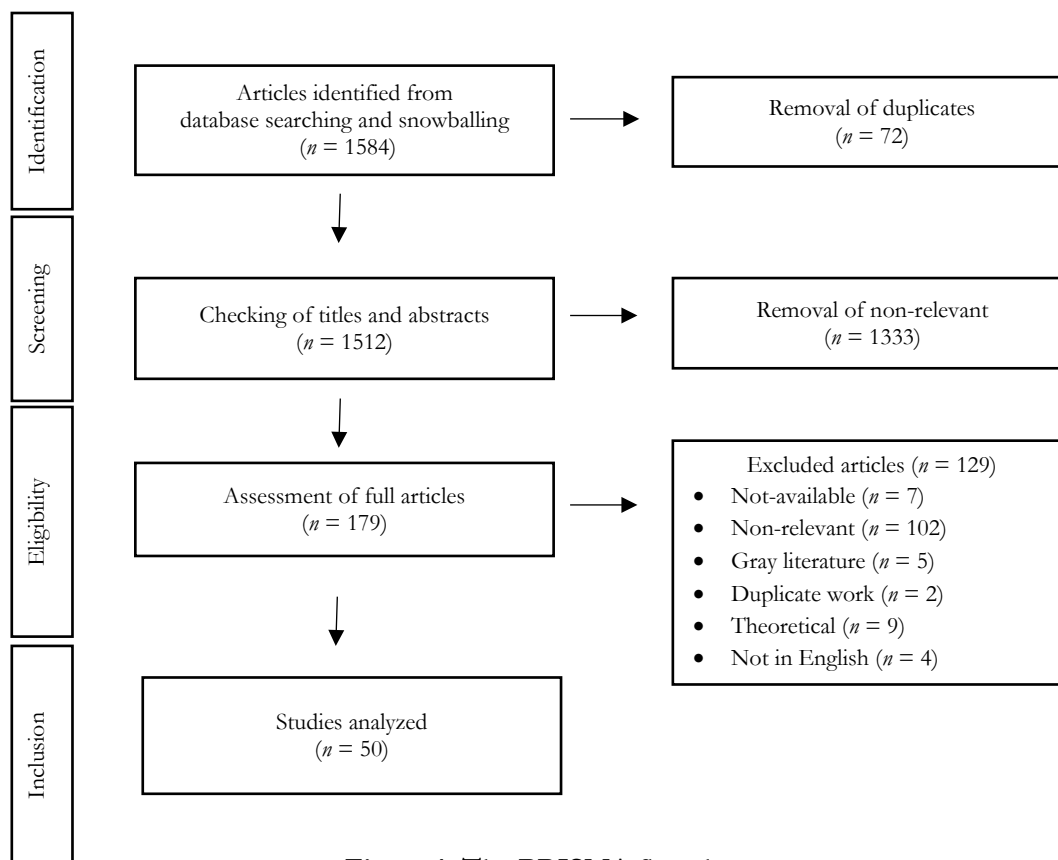 Identification
Articles identified from
database searching and snowballing
(n = 1584)
Removal of duplicates
(n = 72)
Screening
Checking of titles and abstracts
(n = 1512)
Removal of non-relevant
(n = 1333)
Eligibility
Assessment of full articles
(n = 179)
Excluded articles (n = 129)
• Not-available (n = 7)
• Non-relevant (n = 102)
• Gray literature (n = 5)
• Duplicate work (n = 2)
• Theoretical (n = 9)
• Not in English (n = 4)
Inclusion
Studies analyzed
(n = 50)